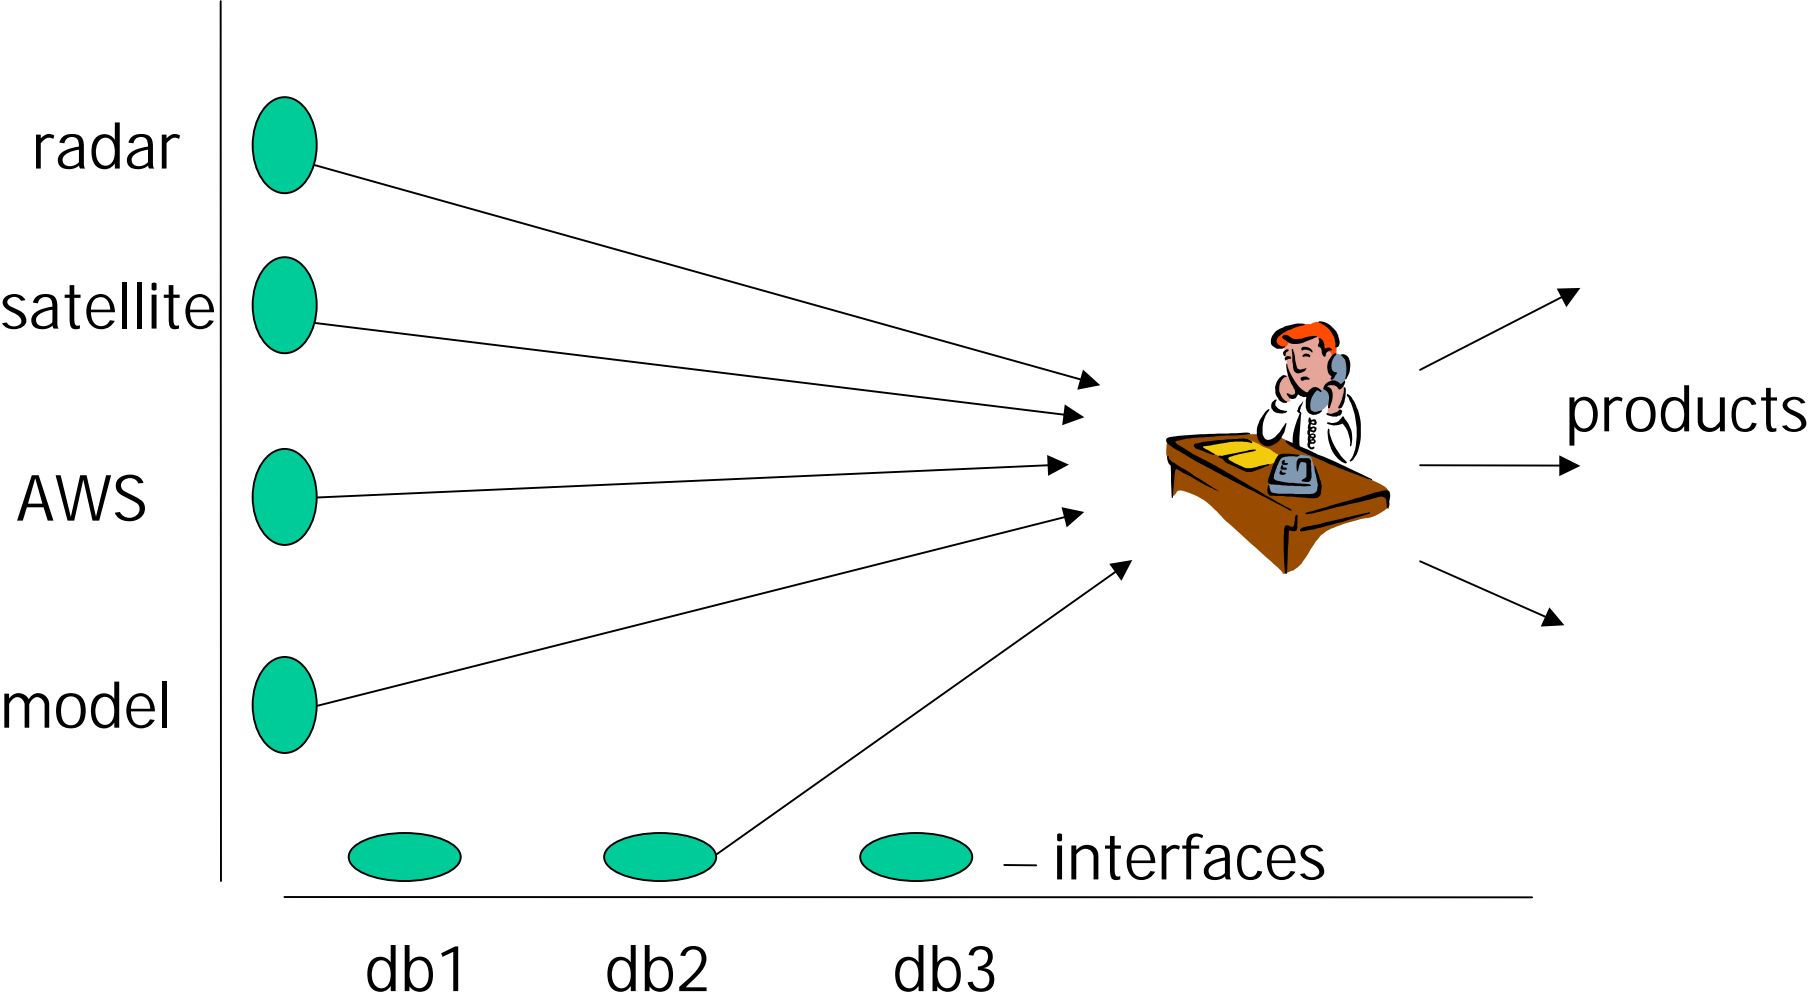 radar
satellite
AWS
model
products
interfaces
db1 db2 db3